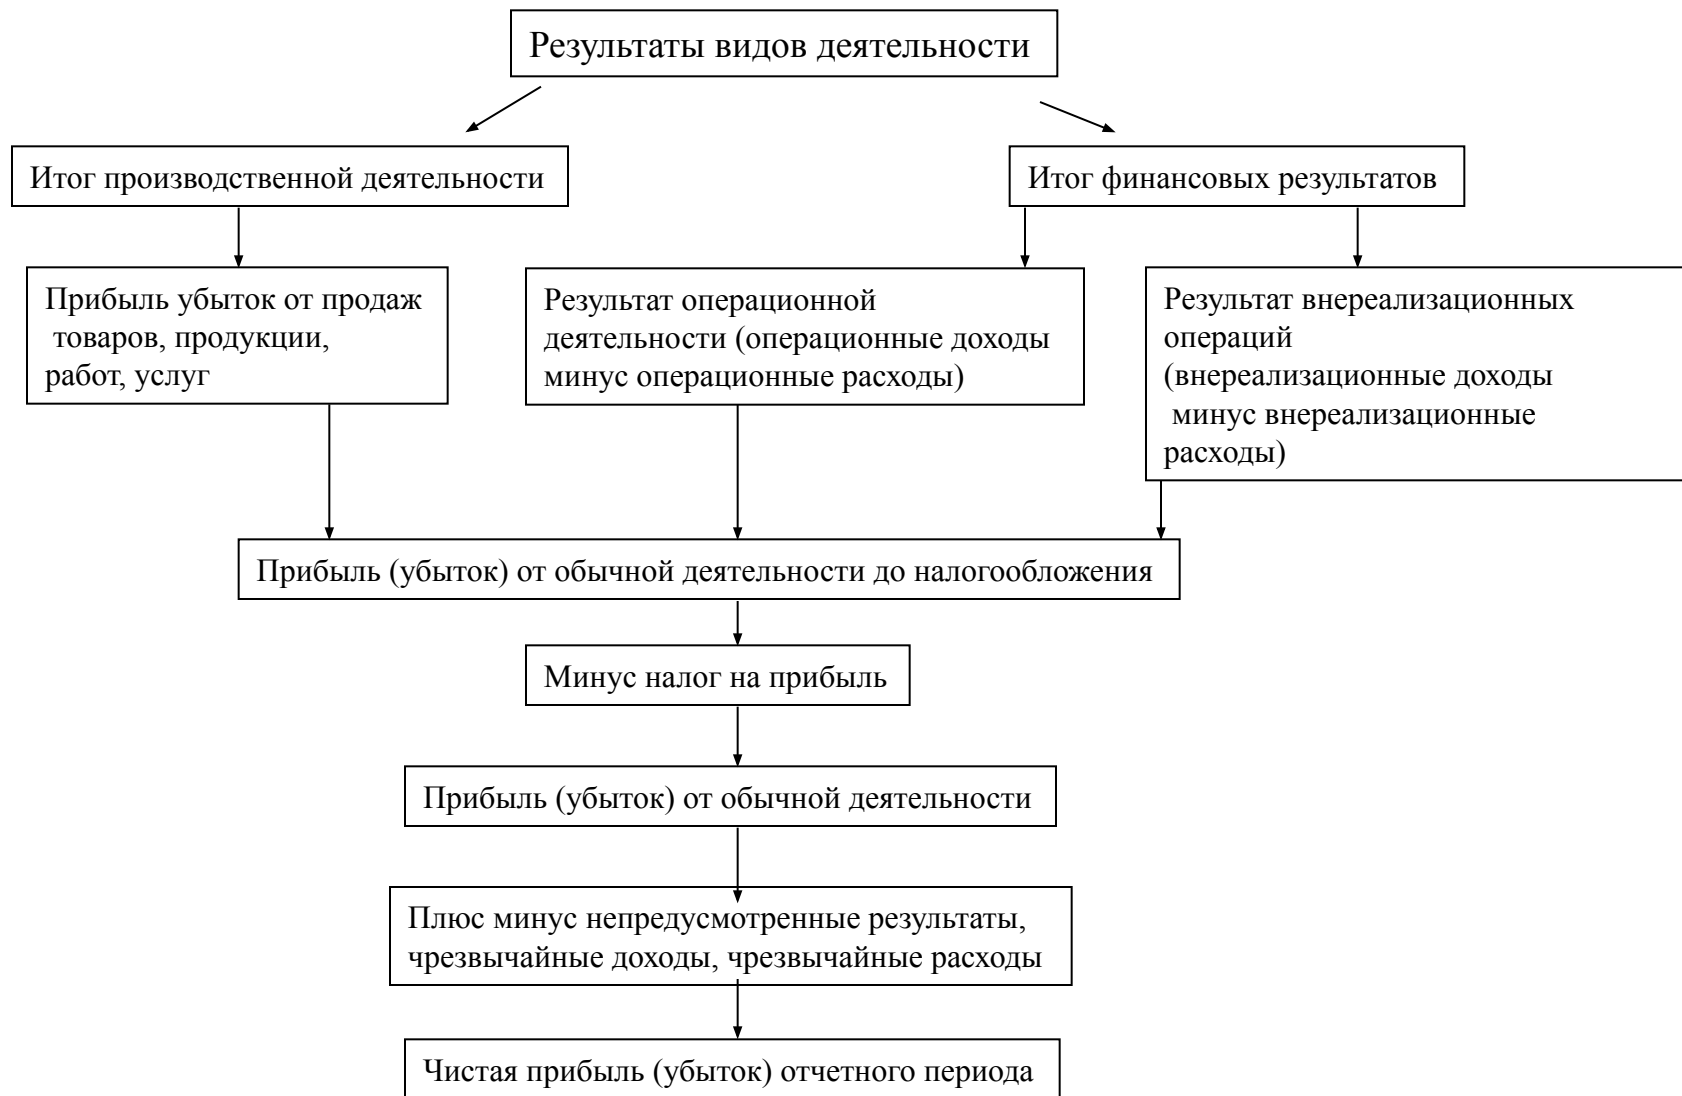 Результаты видов деятельности
Итог производственной деятельности
Итог финансовых результатов
Прибыль убыток от продаж
товаров, продукции,
работ, услуг
Результат операционной
деятельности (операционные доходы
минус операционные расходы)
Результат внереализационных
операций
(внереализационные доходы
минус внереализационные
расходы)
Прибыль (убыток) от обычной деятельности до налогообложения
Минус налог на прибыль
Прибыль (убыток) от обычной деятельности
Плюс минус непредусмотренные результаты,
чрезвычайные доходы, чрезвычайные расходы
Чистая прибыль (убыток) отчетного периода